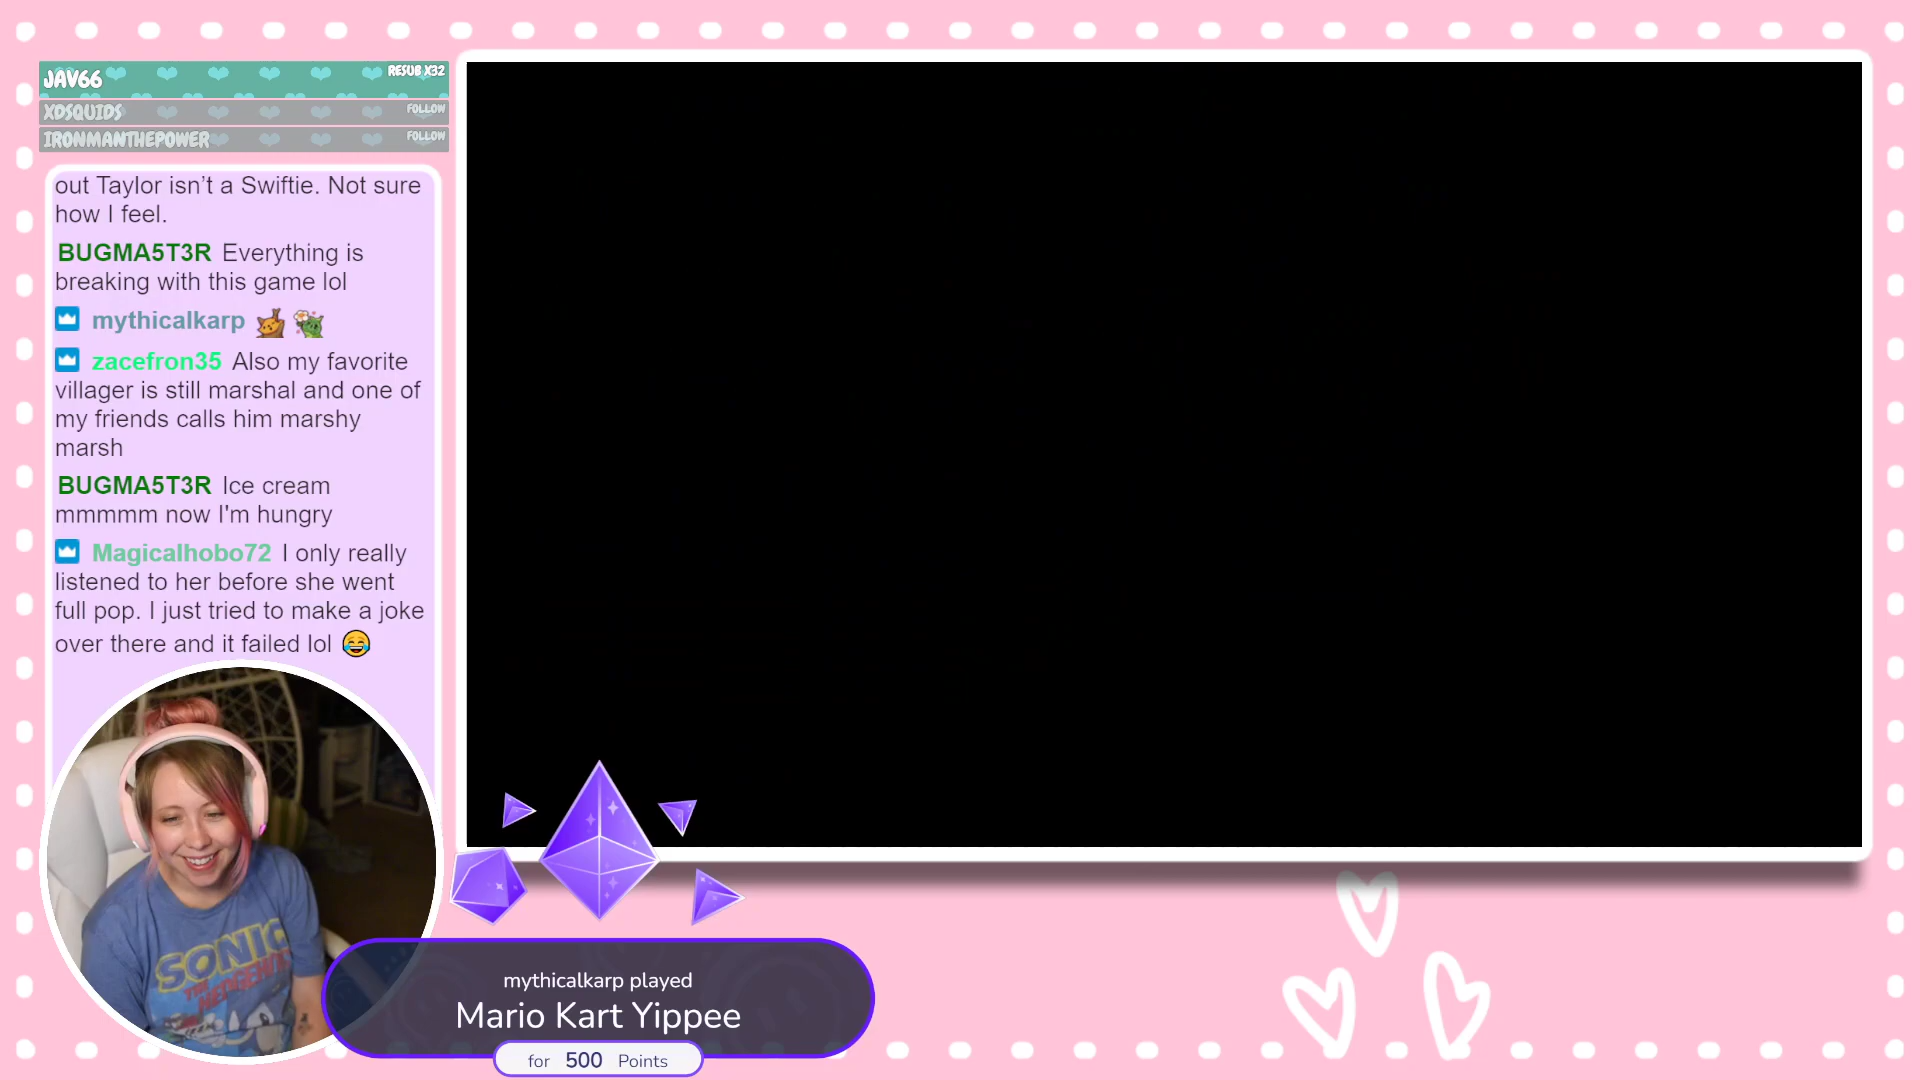 JAV66 RESUB X32
XDSQUIDS FOLLOW
IRONMANTHEPOWER FOLLOW
out Taylor isn't a Swiftie. Not sure
how I feel.
BUGMA5T3R Everything is
breaking with this game lol
mythicalkarp
zacefron35 Also my favorite
villager is still marshal and one of
my friends calls him marshy
marsh
BUGMA5T3R Ice cream
mmmmm now I'm hungry
Magicalhobo72 I only really
listened to her before she went
full pop. I just tried to make a joke
over there and it failed lol 😂
SONIC
THE
HEDGEHOG
mythicalkarp played
Mario Kart Yippee
for 500 Points